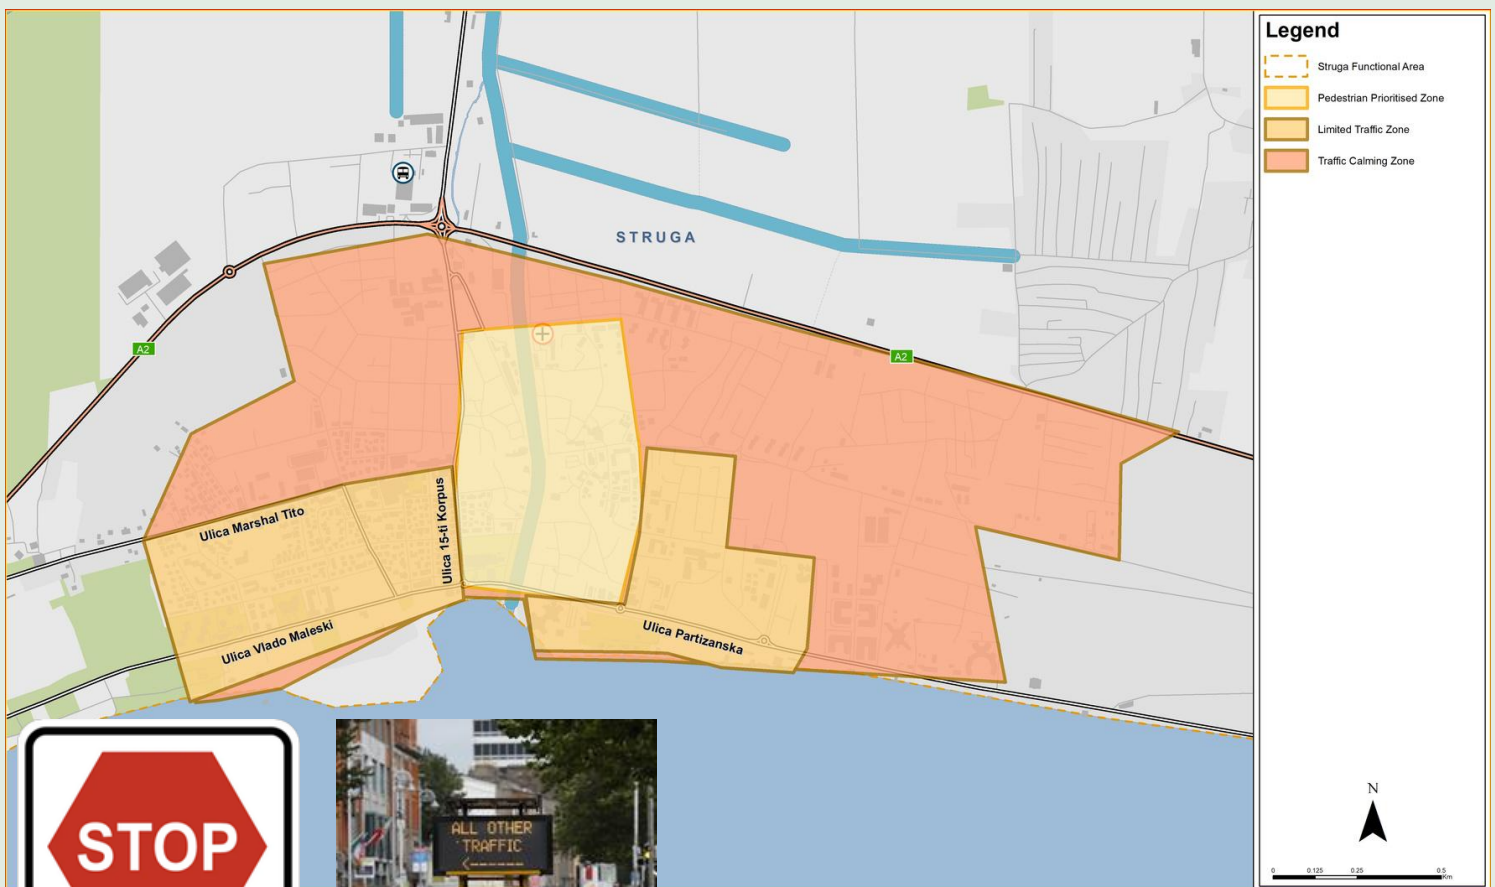 Legend
Struga Functional Area
Pedestrian Prioritised Zone
Limited Traffic Zone
Traffic Calming Zone
STRUGA
A2
A2
Ulica Marshal Tito
Ulica 15-ti Korpus
Ulica Vlado Maleski
Ulica Partizanska
STOP
ALL OTHER
TRAFFIC
<------
N
0 0.125 0.25 0.5
Km